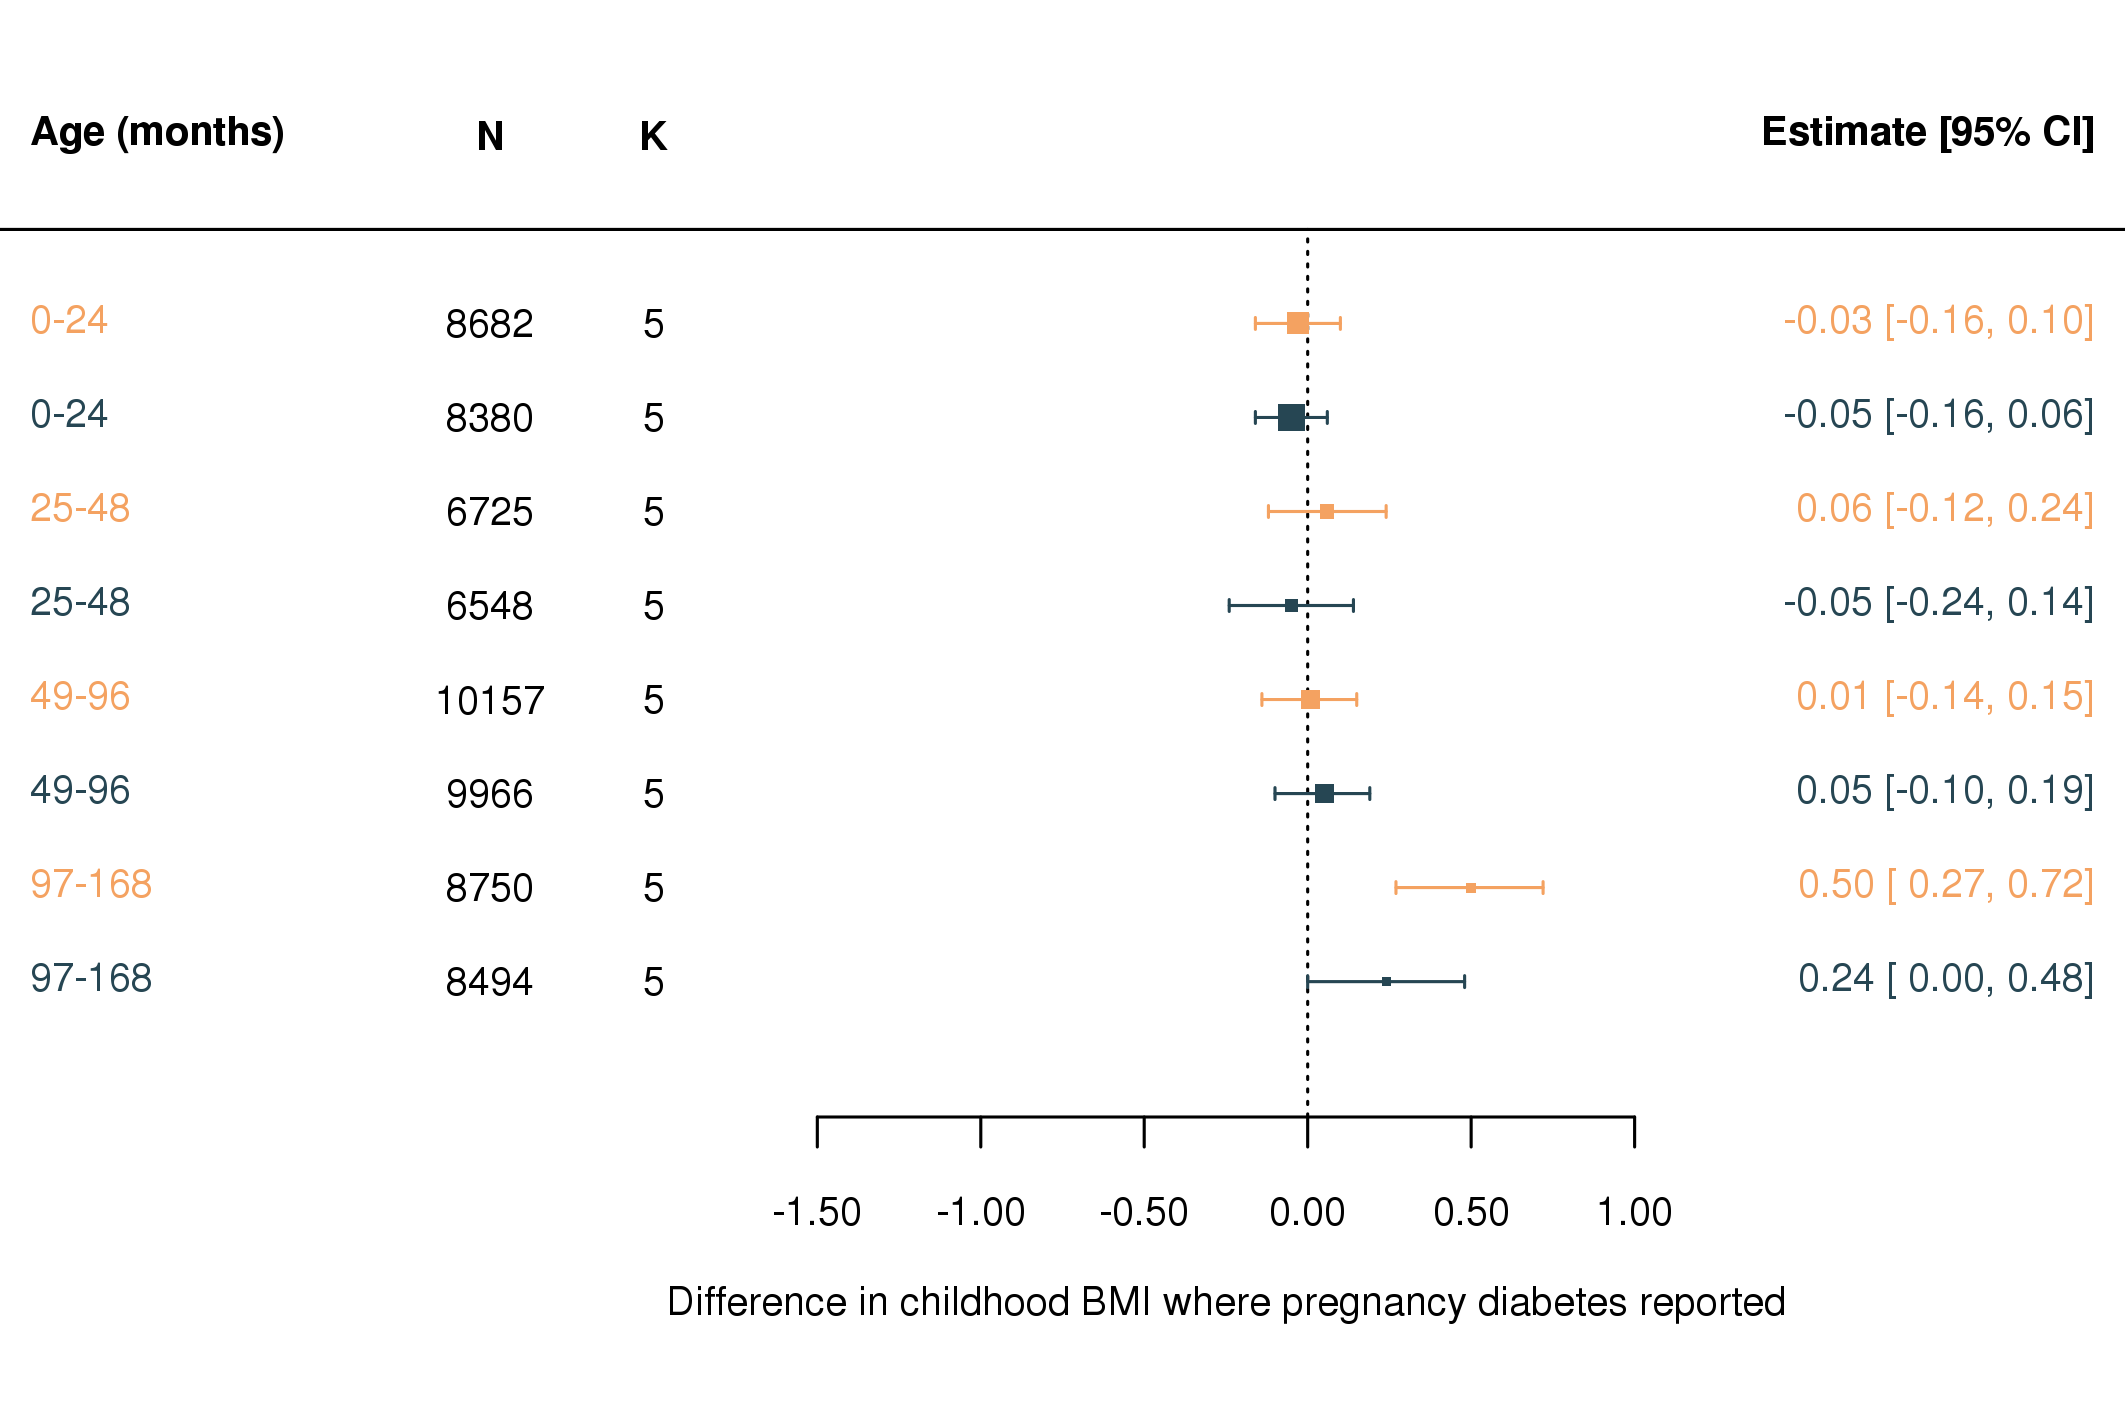 Age (months) N K Estimate [95% CI]
0-24 8682 5 -0.03 [-0.16, 0.10]
0-24 8380 5 -0.05 [-0.16, 0.06]
25-48 6725 5 0.06 [-0.12, 0.24]
25-48 6548 5 -0.05 [-0.24, 0.14]
49-96 10157 5 0.01 [-0.14, 0.15]
49-96 9966 5 0.05 [-0.10, 0.19]
97-168 8750 5 0.50 [ 0.27, 0.72]
97-168 8494 5 0.24 [ 0.00, 0.48]
-1.50 -1.00 -0.50 0.00 0.50 1.00
Difference in childhood BMI where pregnancy diabetes reported